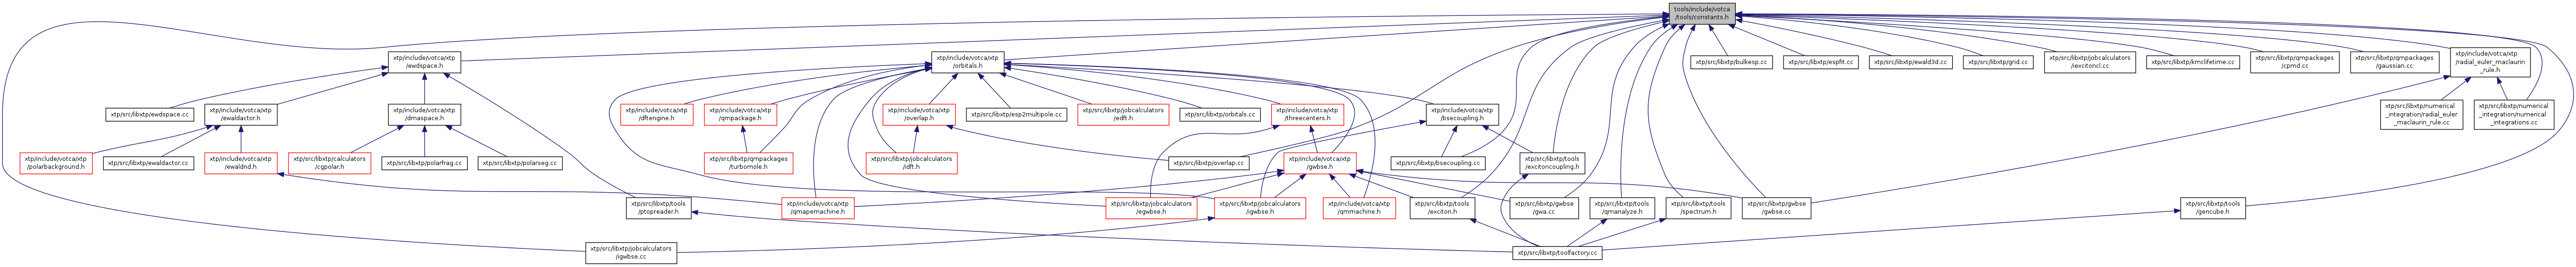 tools/include/votca
/tools/constants.h
xtp/include/votca/xtp
/ewdspace.h
xtp/include/votca/xtp
/orbitals.h
xtp/src/libxtp/bulkesp.cc
xtp/src/libxtp/espfit.cc
xtp/src/libxtp/ewald3d.cc
xtp/src/libxtp/grid.cc
xtp/src/libxtp/jobcalculators
/iexcitoncl.cc
xtp/src/libxtp/kmclifetime.cc
xtp/src/libxtp/qmpackages
/cpmd.cc
xtp/src/libxtp/qmpackages
/gaussian.cc
xtp/include/votca/xtp
/radial_euler_maclaurin
_rule.h
xtp/src/libxtp/ewdspace.cc
xtp/include/votca/xtp
/ewaldactor.h
xtp/include/votca/xtp
/dmaspace.h
xtp/include/votca/xtp
/dftengine.h
xtp/include/votca/xtp
/qmpackage.h
xtp/include/votca/xtp
/overlap.h
xtp/src/libxtp/esp2multipole.cc
xtp/src/libxtp/jobcalculators
/edft.h
xtp/src/libxtp/orbitals.cc
xtp/include/votca/xtp
/threecenters.h
xtp/include/votca/xtp
/bsecoupling.h
xtp/src/libxtp/numerical
_integration/radial_euler
_maclaurin_rule.cc
xtp/src/libxtp/numerical
_integration/numerical
_integrations.cc
xtp/include/votca/xtp
/polarbackground.h
xtp/src/libxtp/ewaldactor.cc
xtp/include/votca/xtp
/ewaldnd.h
xtp/src/libxtp/calculators
/cgpolar.h
xtp/src/libxtp/polarfrag.cc
xtp/src/libxtp/polarseg.cc
xtp/src/libxtp/qmpackages
/turbomole.h
xtp/src/libxtp/jobcalculators
/idft.h
xtp/src/libxtp/overlap.cc
xtp/include/votca/xtp
/gwbse.h
xtp/src/libxtp/bsecoupling.cc
xtp/src/libxtp/tools
/excitoncoupling.h
xtp/src/libxtp/tools
/ptopreader.h
xtp/include/votca/xtp
/qmapemachine.h
xtp/src/libxtp/jobcalculators
/egwbse.h
xtp/src/libxtp/jobcalculators
/igwbse.h
xtp/include/votca/xtp
/qmmachine.h
xtp/src/libxtp/tools
/exciton.h
xtp/src/libxtp/gwbse
/gwa.cc
xtp/src/libxtp/tools
/qmanalyze.h
xtp/src/libxtp/tools
/spectrum.h
xtp/src/libxtp/gwbse
/gwbse.cc
xtp/src/libxtp/tools
/gencube.h
xtp/src/libxtp/jobcalculators
/igwbse.cc
xtp/src/libxtp/toolfactory.cc